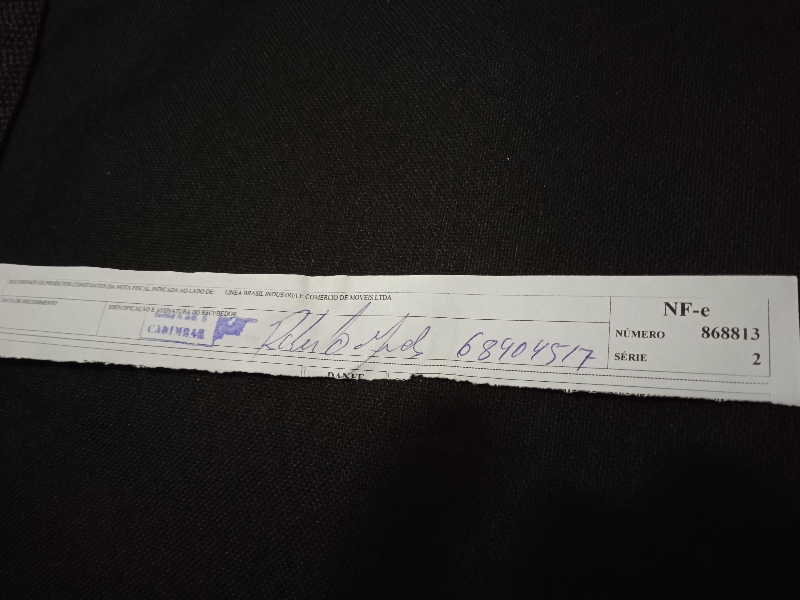 RECEBEMOS OS PRODUTOS CONSTANTES DA NOTA FISCAL INDICADA AO LADO DE LINEA BRASIL INDUSTRIA E COMERCIO DE MOVEIS LTDA
NF-e
DATA DE RECEBIMENTO
IDENTIFICAÇÃO E ASSINATURA DO RECEBEDOR
NÚMERO 868813
CARIMBAR
68904517
SÉRIE 2
DANFE